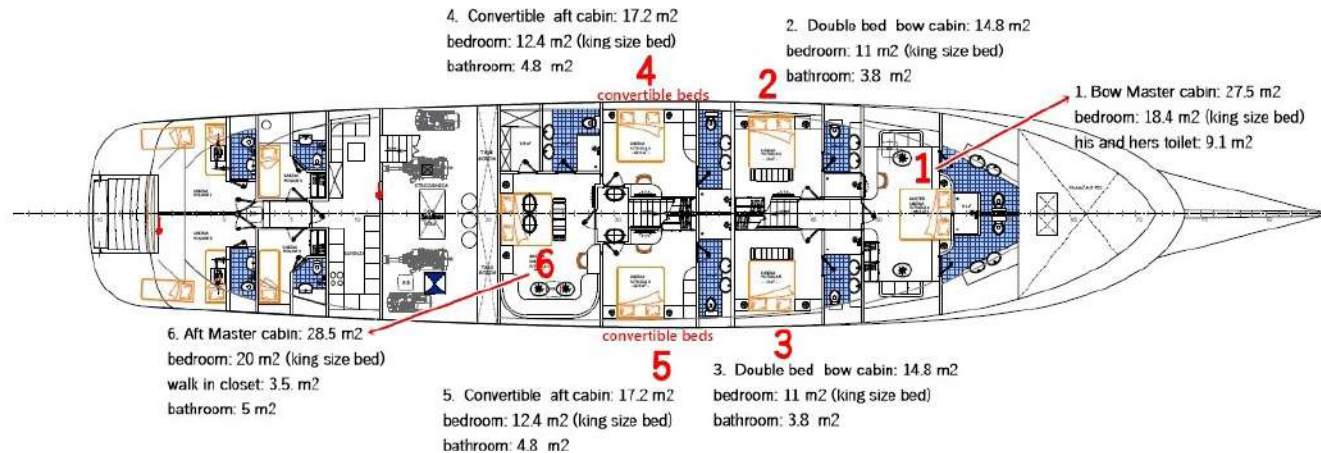 4. Convertible aft cabin: 17.2 m2
bedroom: 12.4 m2 (king size bed)
bathroom: 4.8 m2
4
convertible beds
2. Double bed bow cabin: 14.8 m2
bedroom: 11 m2 (king size bed)
bathroom: 3.8 m2
2
1. Bow Master cabin: 27.5 m2
bedroom: 18.4 m2 (king size bed)
his and hers toilet: 9.1 m2
1
6
6. Aft Master cabin: 28.5 m2
bedroom: 20 m2 (king size bed)
walk in closet: 3.5. m2
bathroom: 5 m2
convertible beds
5
5. Convertible aft cabin: 17.2 m2
bedroom: 12.4 m2 (king size bed)
bathroom: 4.8 m2
3
3. Double bed bow cabin: 14.8 m2
bedroom: 11 m2 (king size bed)
bathroom: 3.8 m2